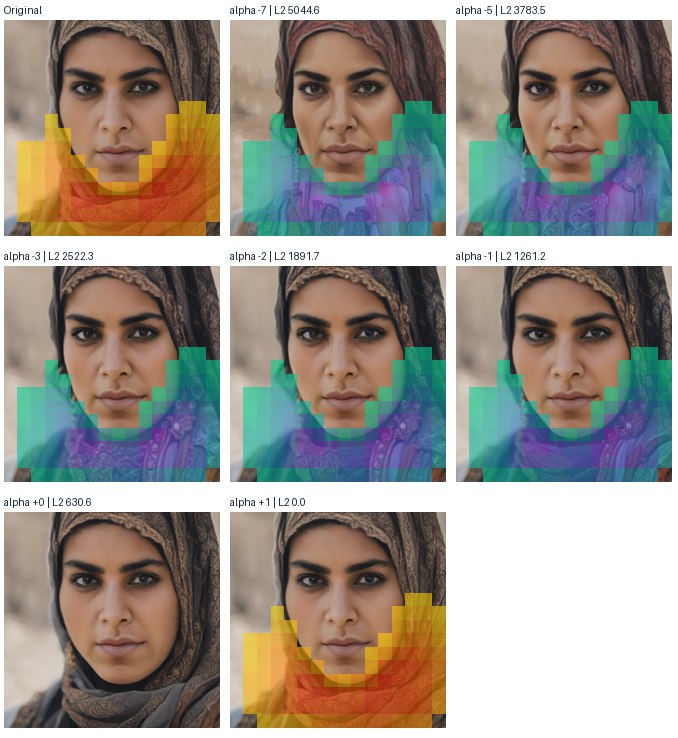 Original
alpha -7 | L2 5044.6
alpha -5 | L2 3783.5
alpha -3 | L2 2522.3
alpha -2 | L2 1891.7
alpha -1 | L2 1261.2
alpha +0 | L2 630.6
alpha +1 | L2 0.0